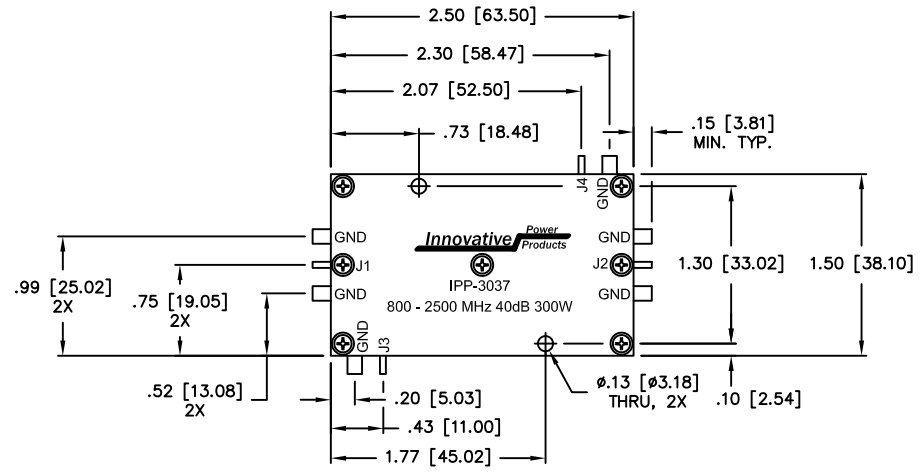 2.50 [63.50]
2.30 [58.47]
2.07 [52.50]
.73 [18.48]
.15 [3.81]
MIN. TYP.
J4
GND
GND
GND
Innovative Power Products
J1
J2
.99 [25.02]
2X
.75 [19.05]
2X
1.30 [33.02]
1.50 [38.10]
GND
GND
IPP-3037
800 - 2500 MHz 40dB 300W
GND
J3
.52 [13.08]
2X
.20 [5.03]
ø.13 [ø3.18]
THRU, 2X
.10 [2.54]
.43 [11.00]
1.77 [45.02]